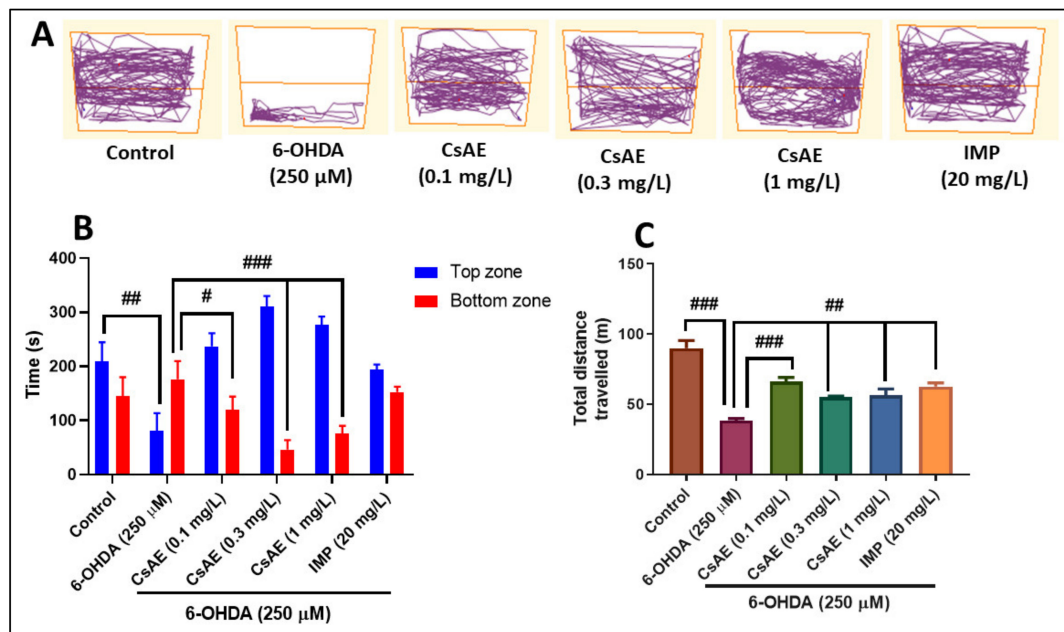 A
Control
6-OHDA
(250 µM)
CsAE
(0.1 mg/L)
CsAE
(0.3 mg/L)
CsAE
(1 mg/L)
IMP
(20 mg/L)
B
400
300
200
100
0
Time (s)
##
#
###
Top zone
Bottom zone
Control
6-OHDA (250 µM)
CsAE (0.1 mg/L)
CsAE (0.3 mg/L)
CsAE (1 mg/L)
IMP (20 mg/L)
6-OHDA (250 µM)
C
150
100
50
0
Total distance
travelled (m)
###
###
##
Control
6-OHDA (250 µM)
CsAE (0.1 mg/L)
CsAE (0.3 mg/L)
CsAE (1 mg/L)
IMP (20 mg/L)
6-OHDA (250 µM)